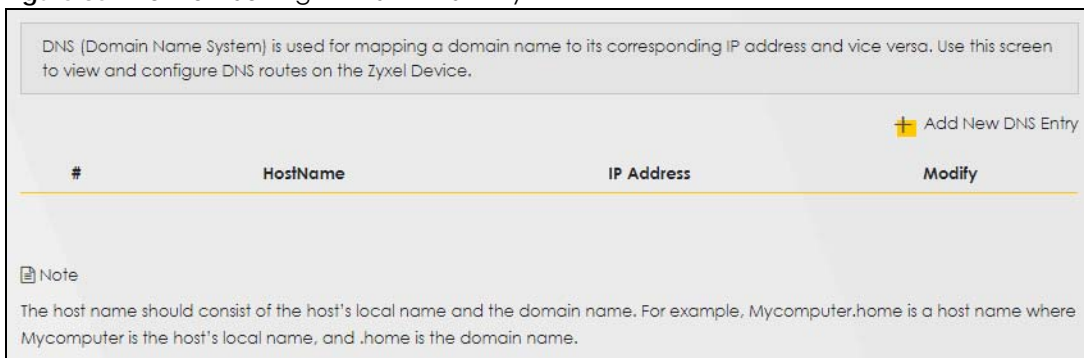 DNS (Domain Name System) is used for mapping a domain name to its corresponding IP address and vice versa. Use this screen
to view and configure DNS routes on the Zyxel Device.
Add New DNS Entry
# HostName IP Address Modify
Note
The host name should consist of the host's local name and the domain name. For example, Mycomputer.home is a host name where
Mycomputer is the host's local name, and .home is the domain name.